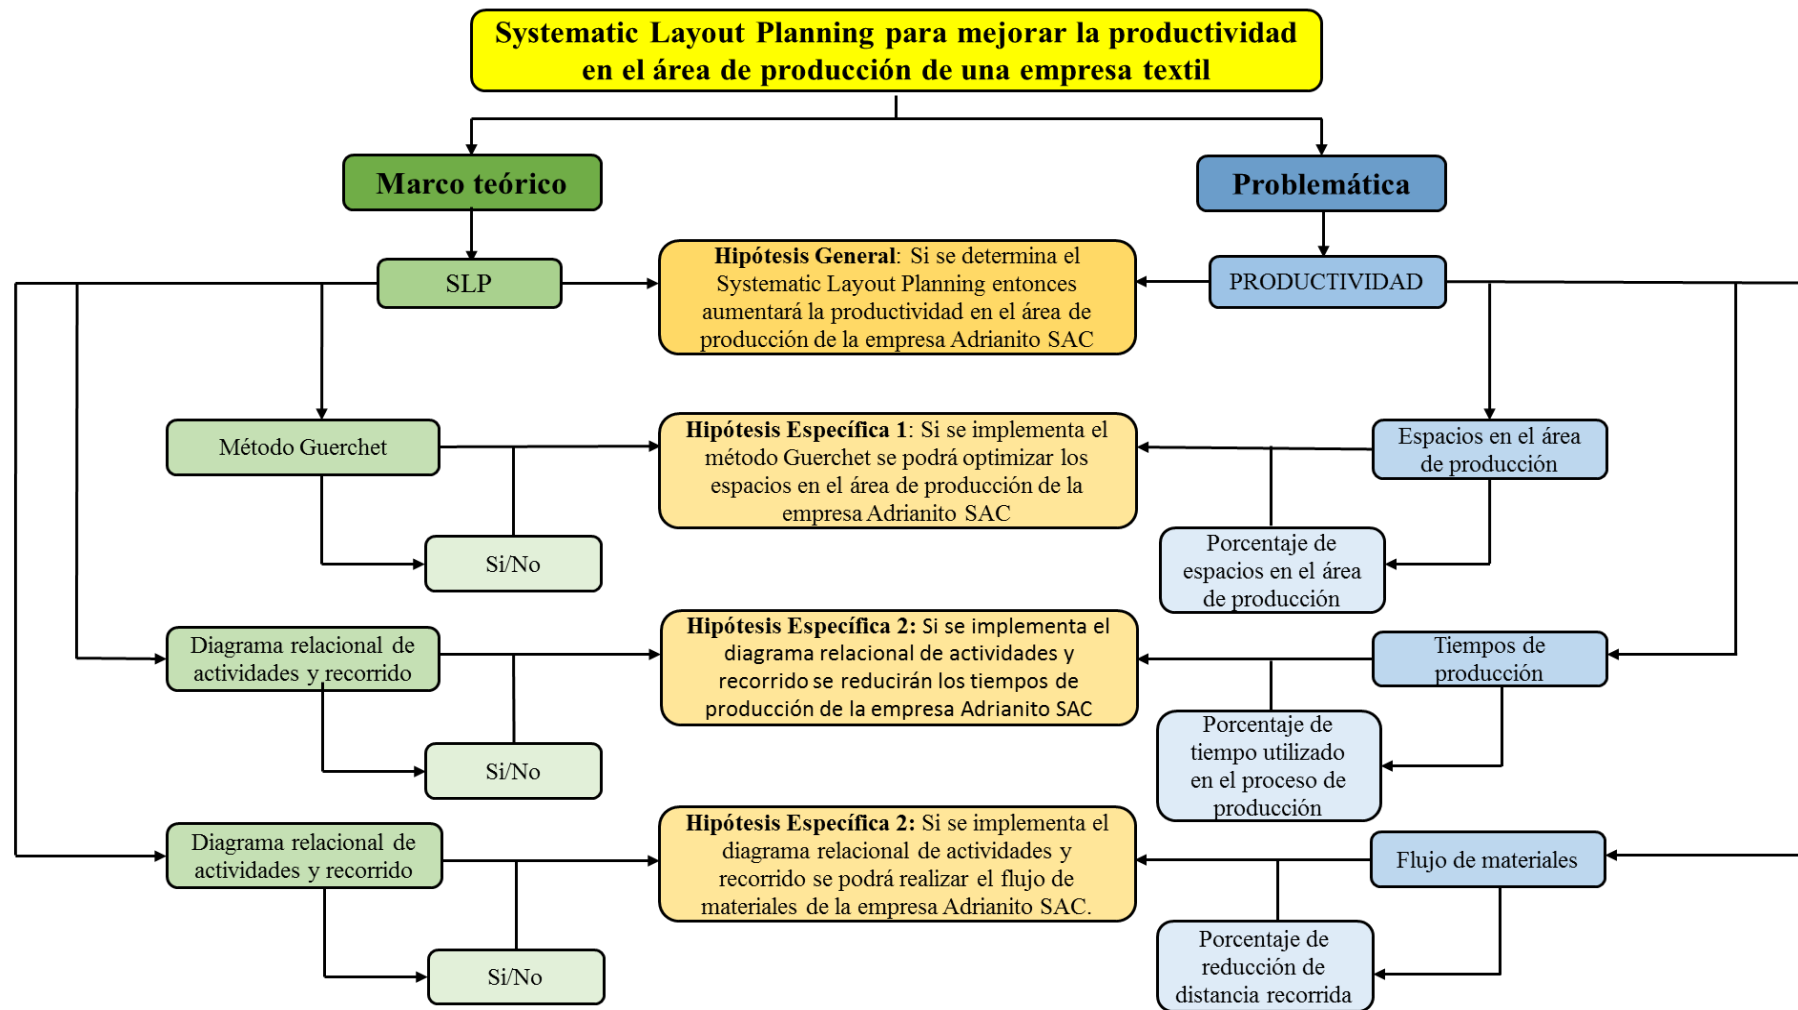 Systematic Layout Planning para mejorar la productividad
en el área de producción de una empresa textil
Marco teórico
Problemática
SLP
Hipótesis General: Si se determina el
Systematic Layout Planning entonces
aumentará la productividad en el área de
producción de la empresa Adrianito SAC
PRODUCTIVIDAD
Método Guerchet
Hipótesis Específica 1: Si se implementa el
método Guerchet se podrá optimizar los
espacios en el área de producción de la
empresa Adrianito SAC
Espacios en el área
de producción
Si/No
Porcentaje de
espacios en el área
de producción
Diagrama relacional de
actividades y recorrido
Hipótesis Específica 2: Si se implementa el
diagrama relacional de actividades y
recorrido se reducirán los tiempos de
producción de la empresa Adrianito SAC
Tiempos de
producción
Si/No
Porcentaje de
tiempo utilizado
en el proceso de
producción
Diagrama relacional de
actividades y recorrido
Hipótesis Específica 2: Si se implementa el
diagrama relacional de actividades y
recorrido se podrá realizar el flujo de
materiales de la empresa Adrianito SAC.
Flujo de materiales
Si/No
Porcentaje de
reducción de
distancia recorrida